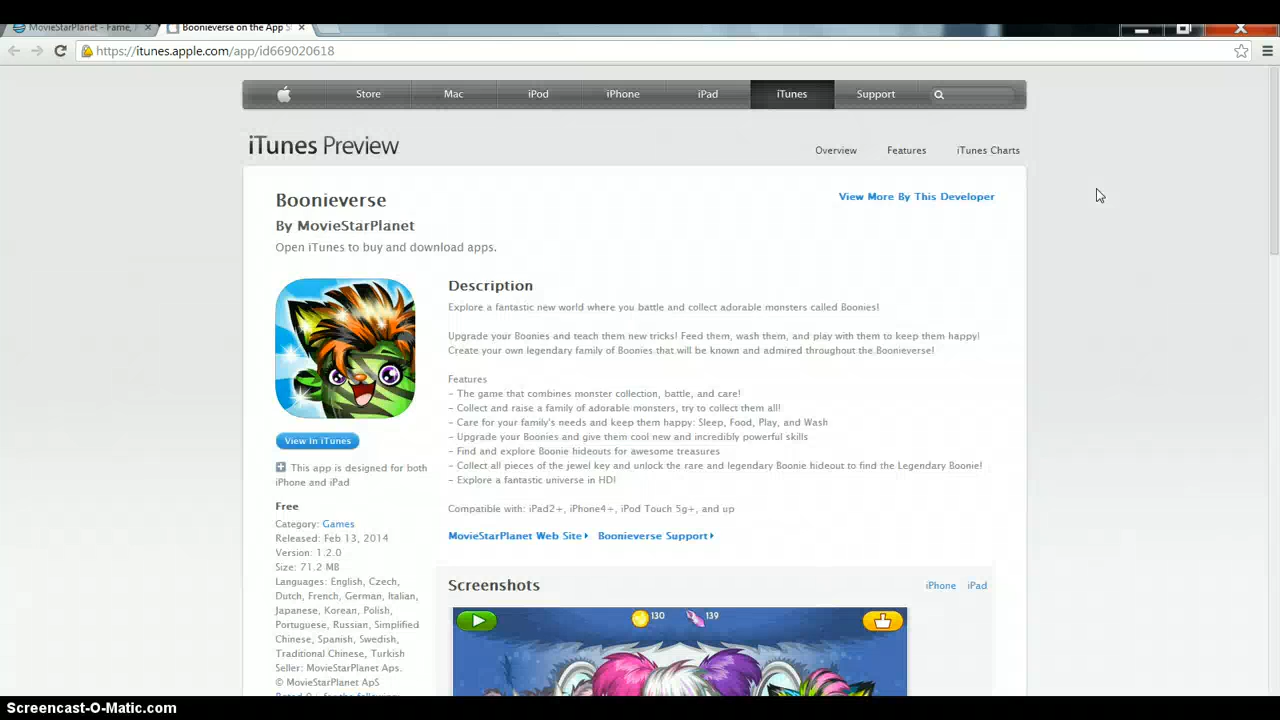 MovieStarPlanet - Fame,
Boonieverse on the App S
https://itunes.apple.com/app/id669020618
Store Mac iPod iPhone iPad iTunes Support
iTunes Preview
Overview Features iTunes Charts
Boonieverse
View More By This Developer
By MovieStarPlanet
Open iTunes to buy and download apps.
Description
Explore a fantastic new world where you battle and collect adorable monsters called Boonies!
Upgrade your Boonies and teach them new tricks! Feed them, wash them, and play with them to keep them happy!
Create your own legendary family of Boonies that will be known and admired throughout the Boonieverse!
Features
- The game that combines monster collection, battle, and care!
- Collect and raise a family of adorable monsters, try to collect them all!
- Care for your family's needs and keep them happy: Sleep, Food, Play, and Wash
- Upgrade your Boonies and give them cool new and incredibly powerful skills
- Find and explore Boonie hideouts for awesome treasures
- Collect all pieces of the jewel key and unlock the rare and legendary Boonie hideout to find the Legendary Boonie!
- Explore a fantastic universe in HD!
Compatible with: iPad2+, iPhone4+, iPod Touch 5g+, and up
MovieStarPlanet Web Site Boonieverse Support
View In iTunes
This app is designed for both
iPhone and iPad
Free
Category: Games
Released: Feb 13, 2014
Version: 1.2.0
Size: 71.2 MB
Languages: English, Czech,
Dutch, French, German, Italian,
Japanese, Korean, Polish,
Portuguese, Russian, Simplified
Chinese, Spanish, Swedish,
Traditional Chinese, Turkish
Seller: MovieStarPlanet Aps.
© MovieStarPlanet ApS
Screenshots
iPhone iPad
130 139
Screencast-O-Matic.com